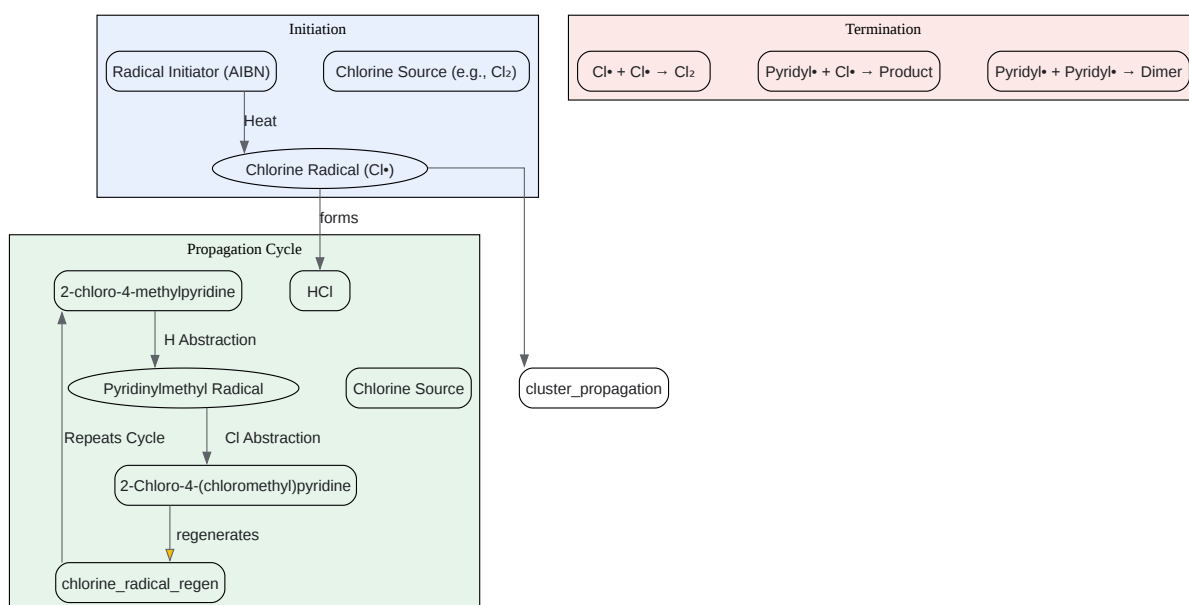 Initiation
Radical Initiator (AIBN)
Chlorine Source (e.g., Cl₂)
Heat
Chlorine Radical (Cl•)
Termination
Cl• + Cl• → Cl₂
Pyridyl• + Cl• → Product
Pyridyl• + Pyridyl• → Dimer
forms
Propagation Cycle
2-chloro-4-methylpyridine
HCl
H Abstraction
Pyridinylmethyl Radical
Chlorine Source
cluster_propagation
Repeats Cycle
Cl Abstraction
2-Chloro-4-(chloromethyl)pyridine
regenerates
chlorine_radical_regen